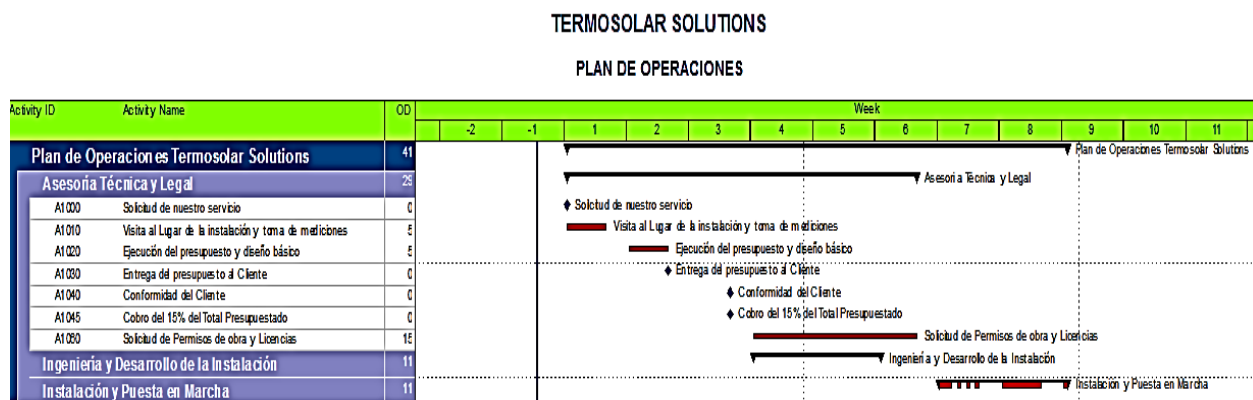 TERMOSOLAR SOLUTIONS
PLAN DE OPERACIONES
Activity ID Activity Name OD Week
-2 -1 1 2 3 4 5 6 7 8 9 10 11
Plan de Operaciones Termosolar Solutions 41 Plan de Operaciones Termosolar Solutions
Asesoría Técnica y Legal 29 Asesoría Técnica y Legal
A1000 Solicitud de nuestro servicio 0 Solicitud de nuestro servicio
A1010 Visita al Lugar de la instalación y toma de mediciones 5 Visita al Lugar de la instalación y toma de mediciones
A1020 Ejecución del presupuesto y diseño básico 5 Ejecución del presupuesto y diseño básico
A1030 Entrega del presupuesto al Cliente 0 Entrega del presupuesto al Cliente
A1040 Conformidad del Cliente 0 Conformidad del Cliente
A1045 Cobro del 15% del Total Presupuestado 0 Cobro del 15% del Total Presupuestado
Solicitud de Permisos de obra y Licencias 15 Solicitud de Permisos de obra y Licencias
Ingeniería y Desarrollo de la Instalación 11 Ingeniería y Desarrollo de la Instalación
Instalación y Puesta en Marcha 11 Instalación y Puesta en Marcha